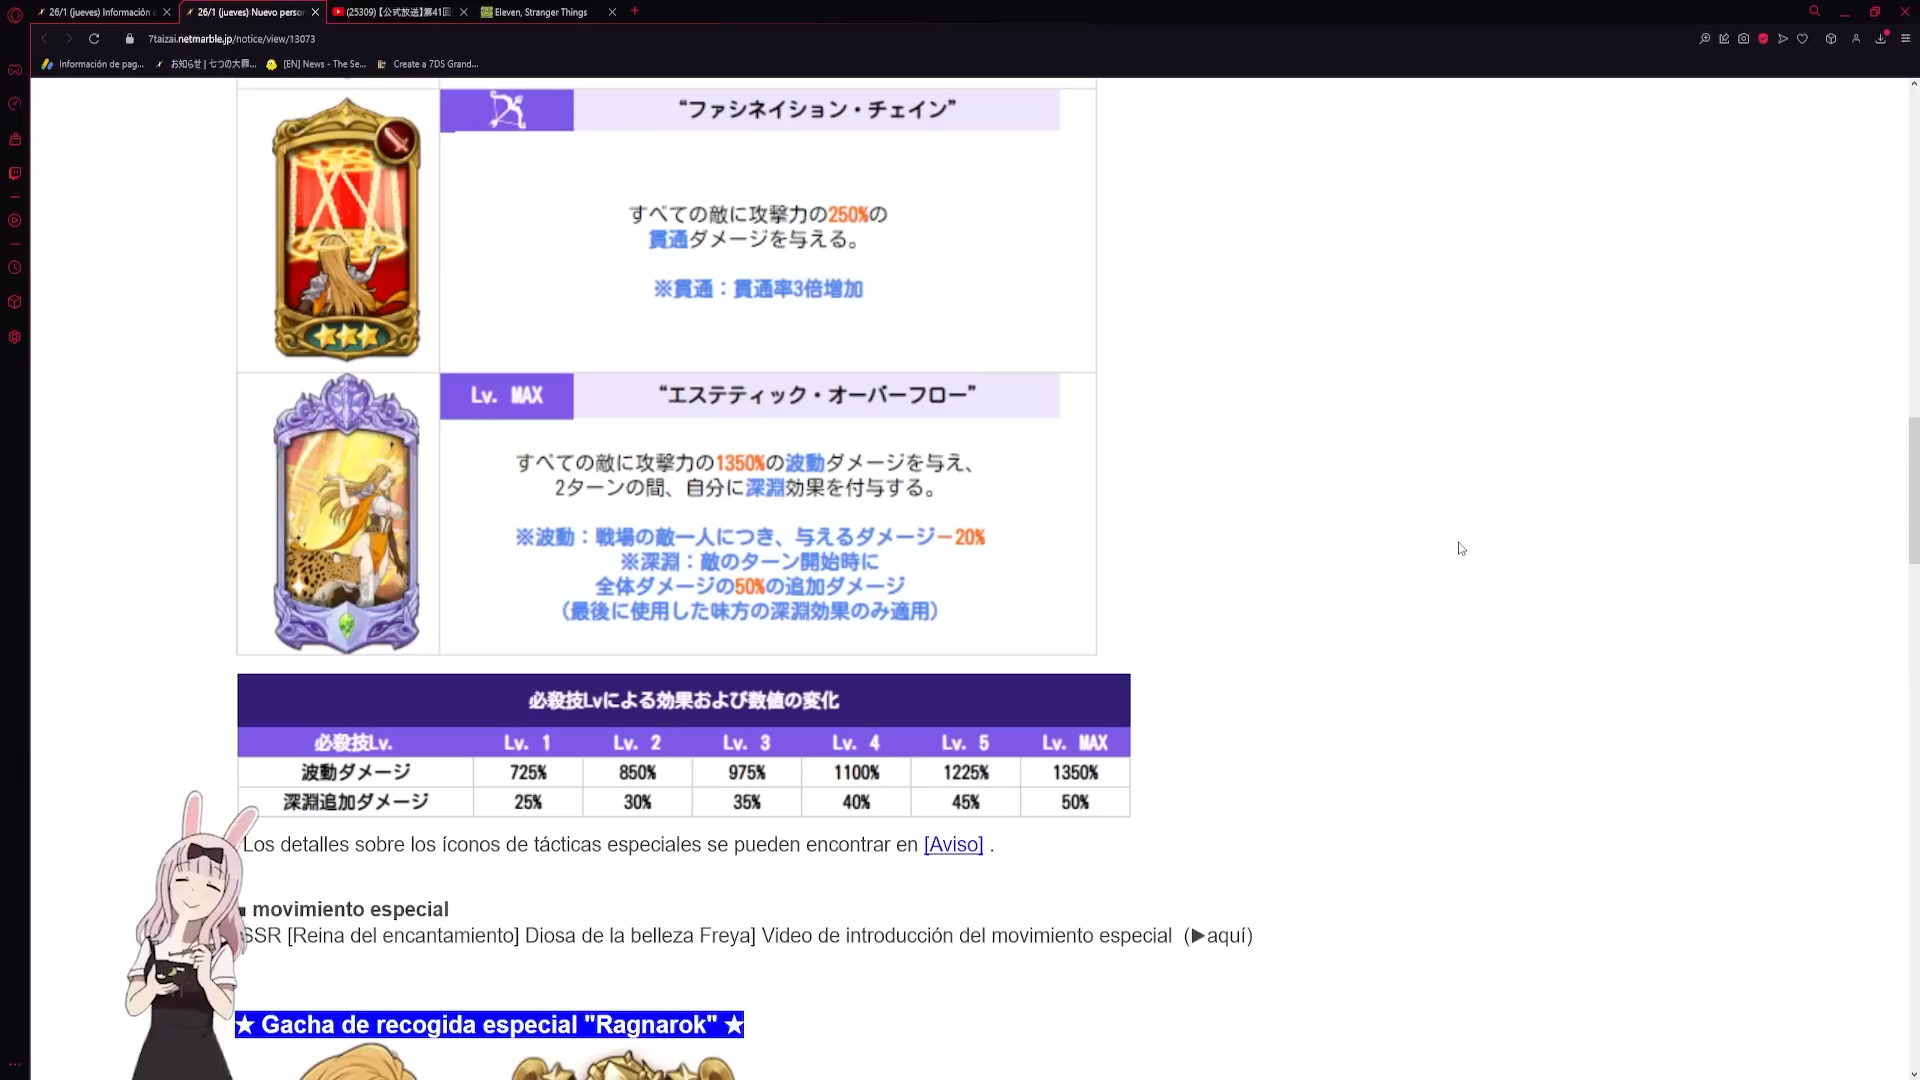 26/1 (jueves) Información
26/1 (jueves) Nuevo perso
(25309) 【公式放送】第41回
Eleven, Stranger Things
7taizai.netmarble.jp/notice/view/13073
Información de pag...
お知らせ | 七つの大罪...
[EN] News - The Se...
Create a 7DS Grand...
“ファシネイション・チェイン”
すべての敵に攻撃力の250%の
貫通ダメージを与える。
※貫通：貫通率3倍増加
Lv. MAX
“エステティック・オーバーフロー”
すべての敵に攻撃力の1350%の波動ダメージを与え、
2ターンの間、自分に深淵効果を付与する。
※波動：戦場の敵一人につき、与えるダメージ－20%
※深淵：敵のターン開始時に
全体ダメージの50%の追加ダメージ
（最後に使用した味方の深淵効果のみ適用）
必殺技Lvによる効果および数値の変化
必殺技Lv. Lv. 1 Lv. 2 Lv. 3 Lv. 4 Lv. 5 Lv. MAX
波動ダメージ 725% 850% 975% 1100% 1225% 1350%
深淵追加ダメージ 25% 30% 35% 40% 45% 50%
Los detalles sobre los íconos de tácticas especiales se pueden encontrar en [Aviso] .
■ movimiento especial
SSR [Reina del encantamiento] Diosa de la belleza Freya] Video de introducción del movimiento especial (▶aquí)
★ Gacha de recogida especial "Ragnarok" ★